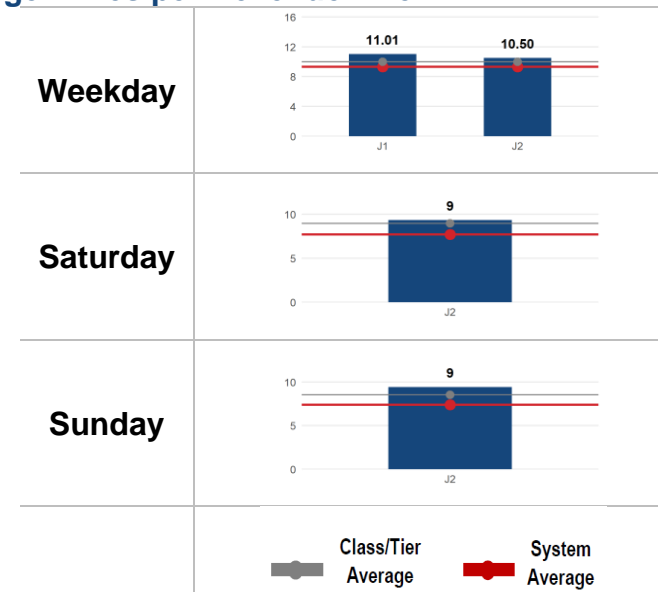 16
12
8
4
0
11.01
10.50
J1
J2
Weekday
10
5
0
9
J2
Saturday
10
5
0
9
J2
Sunday
Class/Tier
Average
System
Average